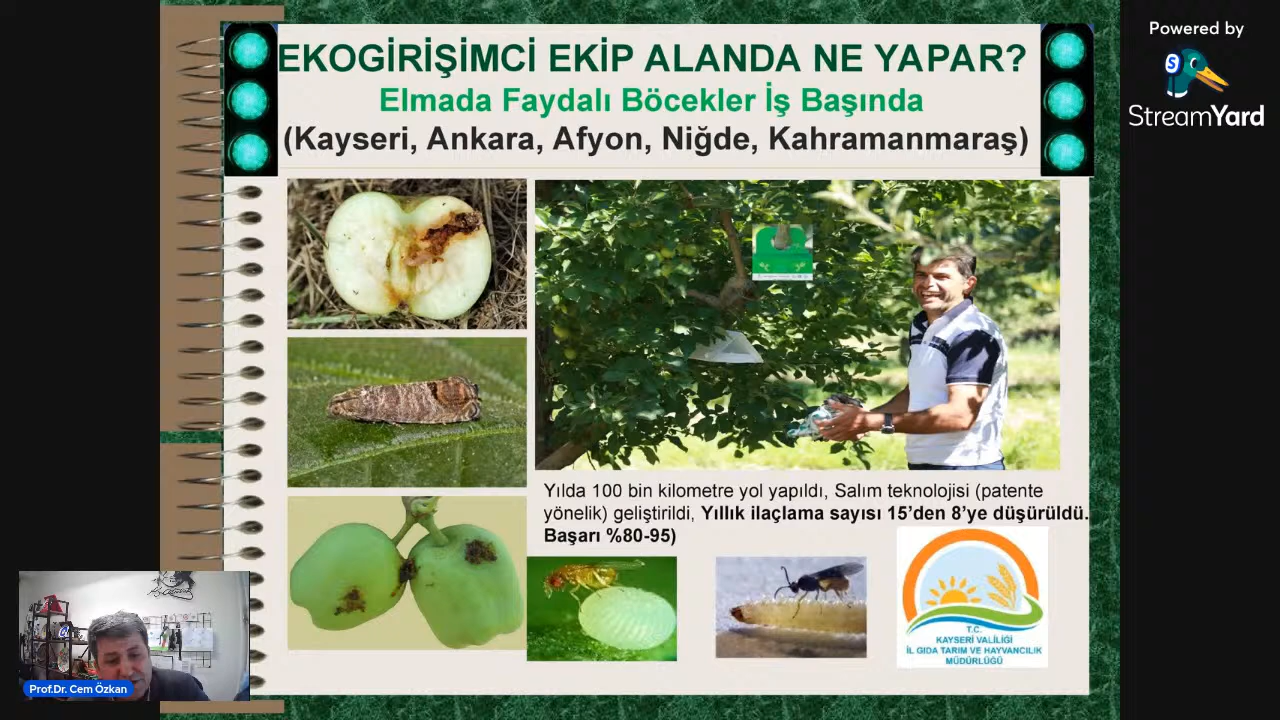 EKOGİRİŞİMCİ EKİP ALANDA NE YAPAR?
Elmada Faydalı Böcekler İş Başında
(Kayseri, Ankara, Afyon, Niğde, Kahramanmaraş)
Powered by
StreamYard
Yılda 100 bin kilometre yol yapıldı, Salım teknolojisi (patente
yönelik) geliştirildi, Yıllık ilaçlama sayısı 15’den 8’ye düşürüldü.
Başarı %80-95)
T.C.
KAYSERİ VALİLİĞİ
İL GIDA TARIM VE HAYVANCILIK
MÜDÜRLÜĞÜ
Prof.Dr. Cem Özkan